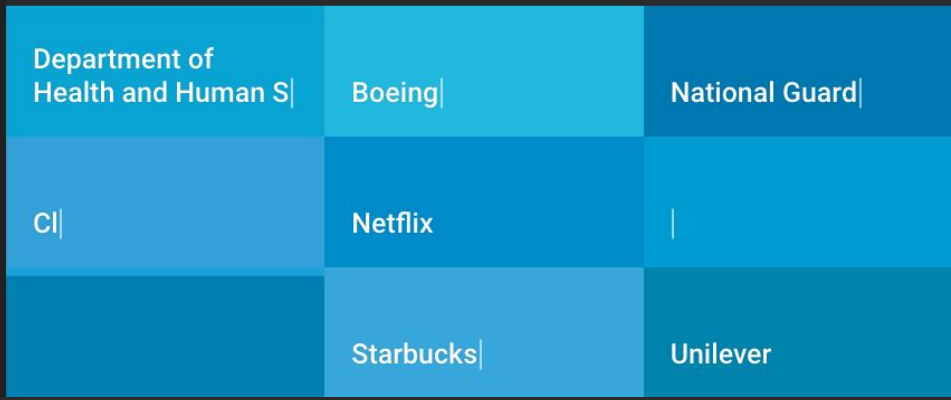 Department of
Health and Human S
Boeing
National Guard
Cl
Netflix
Starbucks
Unilever